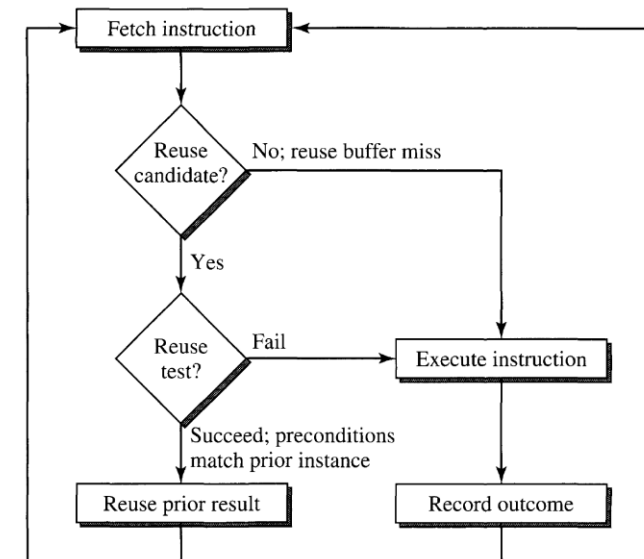 Fetch instruction
Reuse
candidate?
No; reuse buffer miss
Yes
Reuse
test?
Fail
Execute instruction
Succeed; preconditions
match prior instance
Reuse prior result
Record outcome